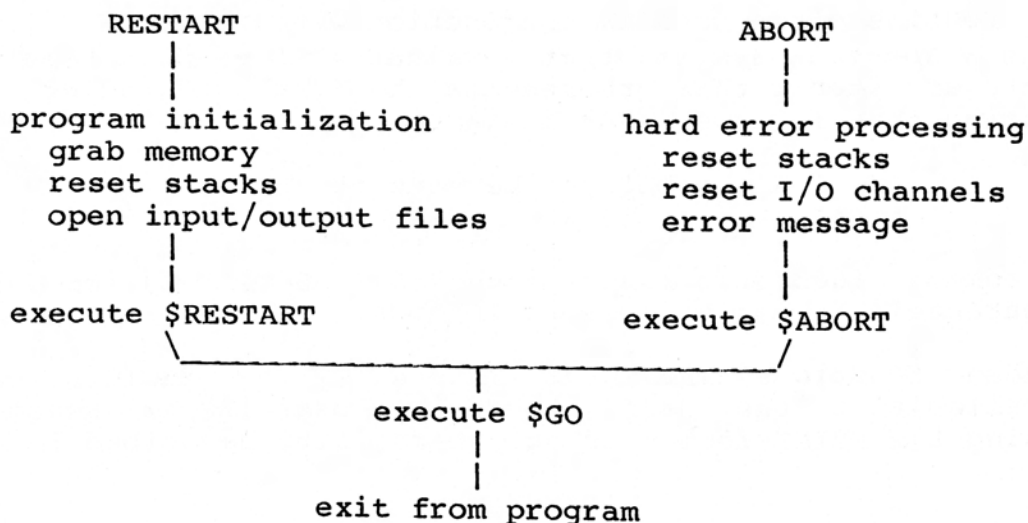 RESTART
ABORT
program initialization
grab memory
reset stacks
open input/output files
hard error processing
reset stacks
reset I/O channels
error message
execute $RESTART
execute $ABORT
execute $GO
exit from program